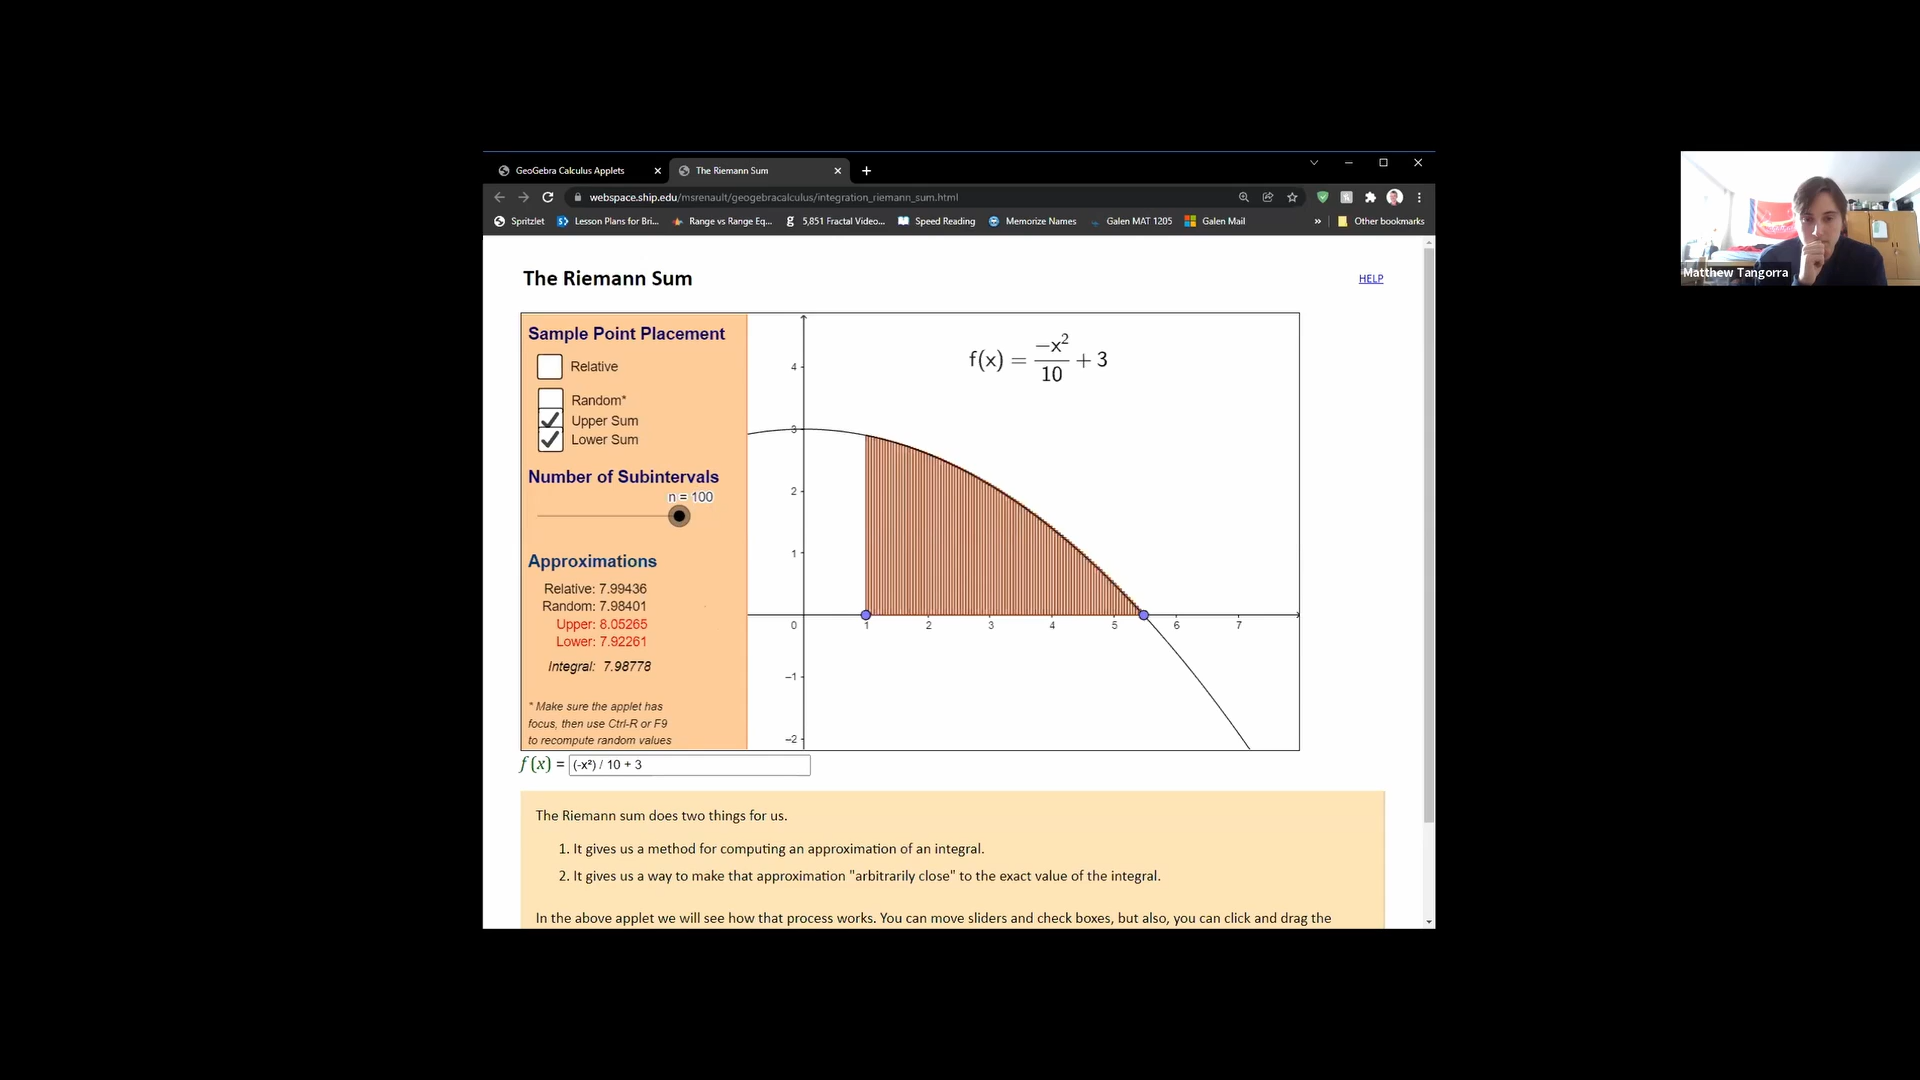 GeoGebra Calculus Applets
The Riemann Sum
webspace.ship.edu/msrenault/geogebracalculus/integration_riemann_sum.html
Spritzlet
Lesson Plans for Bri...
Range vs Range Eq...
5,851 Fractal Video...
Speed Reading
Memorize Names
Galen MAT 1205
Galen Mail
»
Other bookmarks
The Riemann Sum
HELP
Sample Point Placement
Relative
Random*
Upper Sum
Lower Sum
Number of Subintervals
n = 100
Approximations
Relative: 7.99436
Random: 7.98401
Upper: 8.05265
Lower: 7.92261
Integral: 7.98778
* Make sure the applet has
focus, then use Ctrl-R or F9
to recompute random values
f(x) = −x² / 10 + 3
4
3
2
1
0
−1
−2
1 2 3 4 5 6 7
f(x) = (-x²) / 10 + 3
The Riemann sum does two things for us.
1. It gives us a method for computing an approximation of an integral.
2. It gives us a way to make that approximation "arbitrarily close" to the exact value of the integral.
In the above applet we will see how that process works. You can move sliders and check boxes, but also, you can click and drag the
Matthew Tangorra